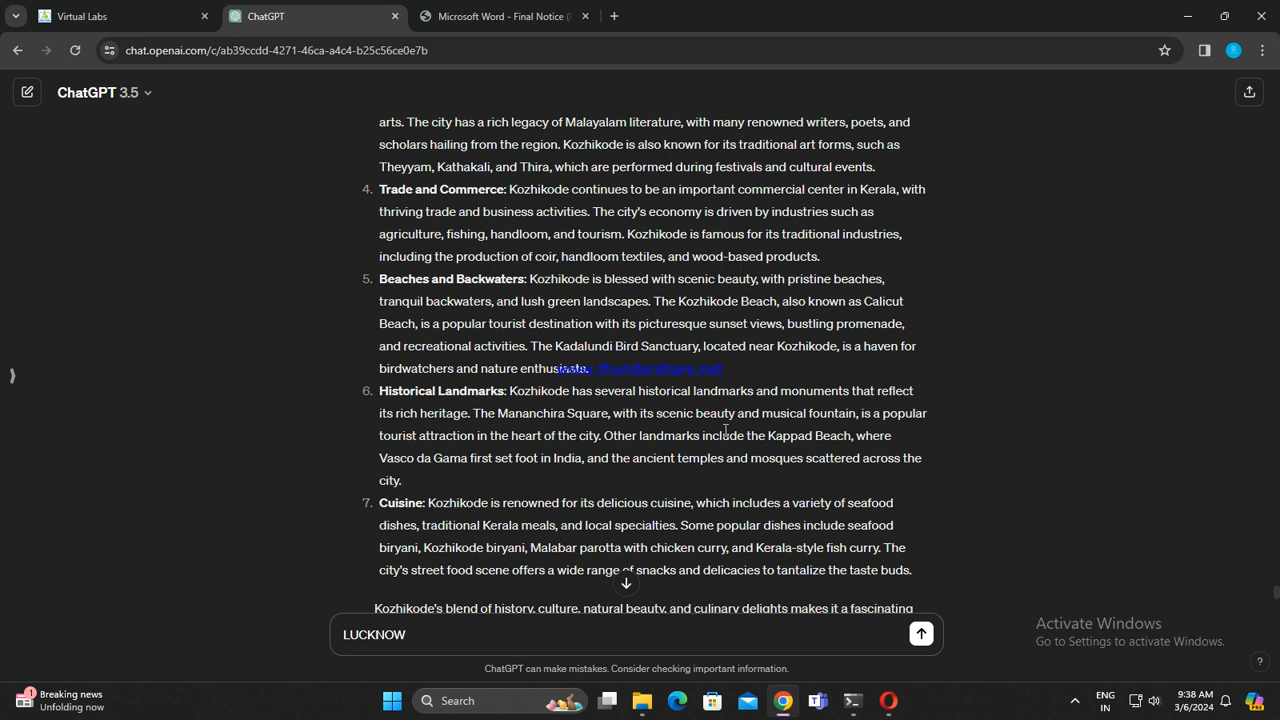 Virtual Labs
ChatGPT
Microsoft Word - Final Notice (
chat.openai.com/c/ab39ccdd-4271-46ca-a4c4-b25c56ce0e7b
ChatGPT 3.5
arts. The city has a rich legacy of Malayalam literature, with many renowned writers, poets, and
scholars hailing from the region. Kozhikode is also known for its traditional art forms, such as
Theyyam, Kathakali, and Thira, which are performed during festivals and cultural events.
4. Trade and Commerce: Kozhikode continues to be an important commercial center in Kerala, with
thriving trade and business activities. The city's economy is driven by industries such as
agriculture, fishing, handloom, and tourism. Kozhikode is famous for its traditional industries,
including the production of coir, handloom textiles, and wood-based products.
5. Beaches and Backwaters: Kozhikode is blessed with scenic beauty, with pristine beaches,
tranquil backwaters, and lush green landscapes. The Kozhikode Beach, also known as Calicut
Beach, is a popular tourist destination with its picturesque sunset views, bustling promenade,
and recreational activities. The Kadalundi Bird Sanctuary, located near Kozhikode, is a haven for
birdwatchers and nature enthusiasts.
www.thundershare.net
6. Historical Landmarks: Kozhikode has several historical landmarks and monuments that reflect
its rich heritage. The Mananchira Square, with its scenic beauty and musical fountain, is a popular
tourist attraction in the heart of the city. Other landmarks include the Kappad Beach, where
Vasco da Gama first set foot in India, and the ancient temples and mosques scattered across the
city.
7. Cuisine: Kozhikode is renowned for its delicious cuisine, which includes a variety of seafood
dishes, traditional Kerala meals, and local specialties. Some popular dishes include seafood
biryani, Kozhikode biryani, Malabar parotta with chicken curry, and Kerala-style fish curry. The
city's street food scene offers a wide range of snacks and delicacies to tantalize the taste buds.
Kozhikode's blend of history, culture, natural beauty, and culinary delights makes it a fascinating
LUCKNOW
ChatGPT can make mistakes. Consider checking important information.
?
Activate Windows
Go to Settings to activate Windows.
1
Breaking news
Unfolding now
Search
ENG
IN
9:38 AM
3/6/2024
PRE